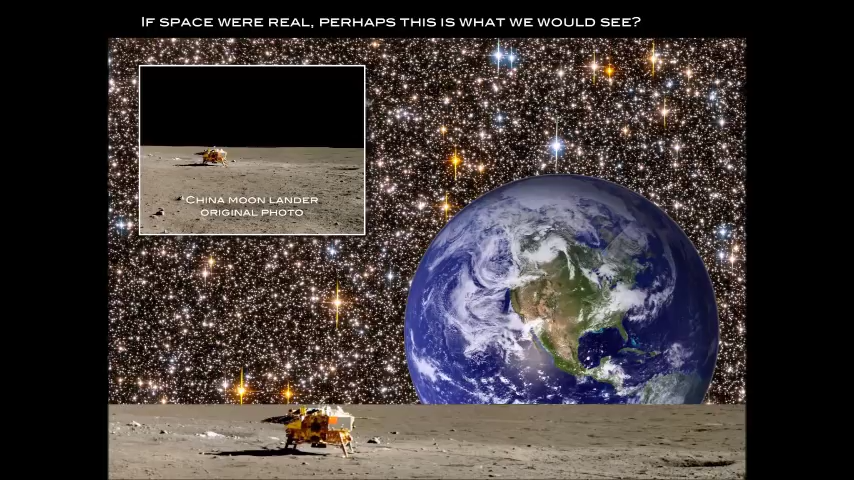 If space were real, perhaps this is what we would see?
*China moon lander
original photo